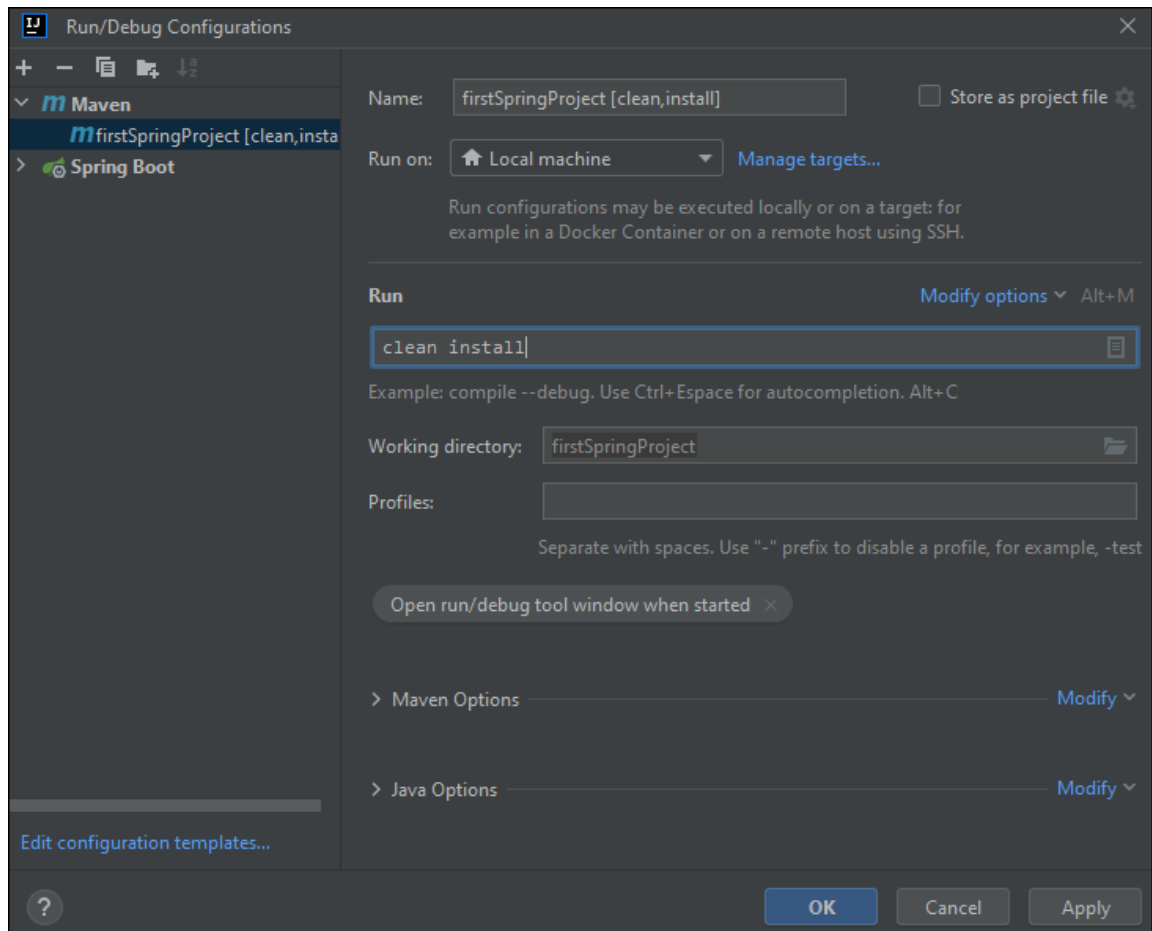 Run/Debug Configurations
Maven
firstSpringProject [clean,insta
Spring Boot
Edit configuration templates...
Name: firstSpringProject [clean,install] Store as project file
Run on: Local machine Manage targets...
Run configurations may be executed locally or on a target: for
example in a Docker Container or on a remote host using SSH.
Run Modify options Alt+M
clean install
Example: compile --debug. Use Ctrl+Espace for autocompletion. Alt+C
Working directory: firstSpringProject
Profiles:
Separate with spaces. Use "-" prefix to disable a profile, for example, -test
Open run/debug tool window when started
Maven Options Modify
Java Options Modify
? OK Cancel Apply